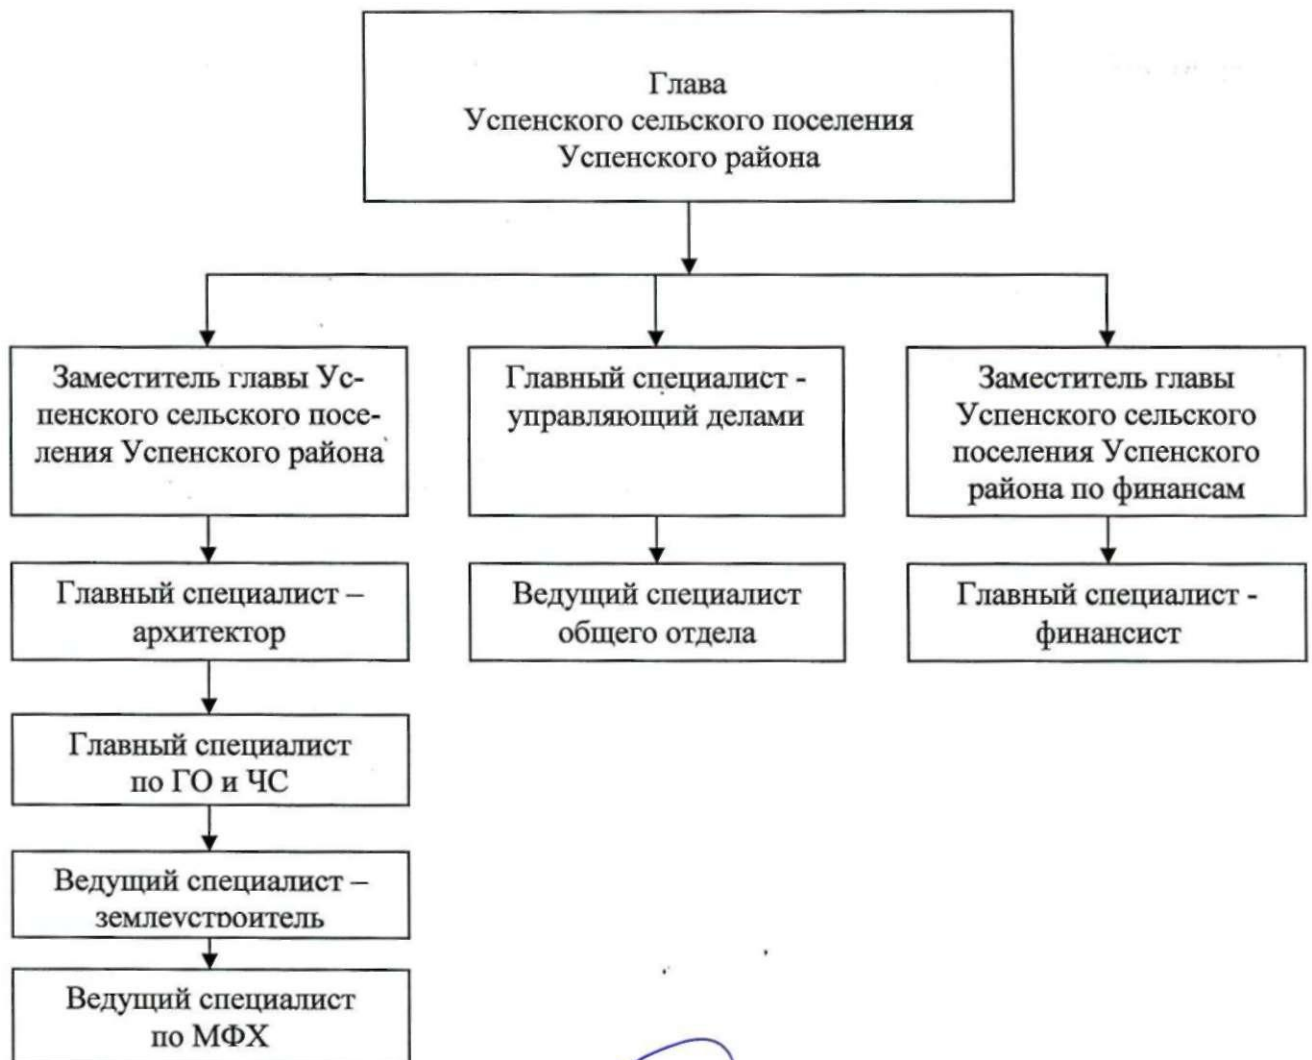 Глава
Успенского сельского поселения
Успенского района
Заместитель главы Ус-
пенского сельского посе-
ления Успенского района
Главный специалист -
управляющий делами
Заместитель главы
Успенского сельского
поселения Успенского
района по финансам
Главный специалист –
архитектор
Ведущий специалист
общего отдела
Главный специалист -
финансист
Главный специалист
по ГО и ЧС
Ведущий специалист –
землеустроитель
Ведущий специалист
по МФХ